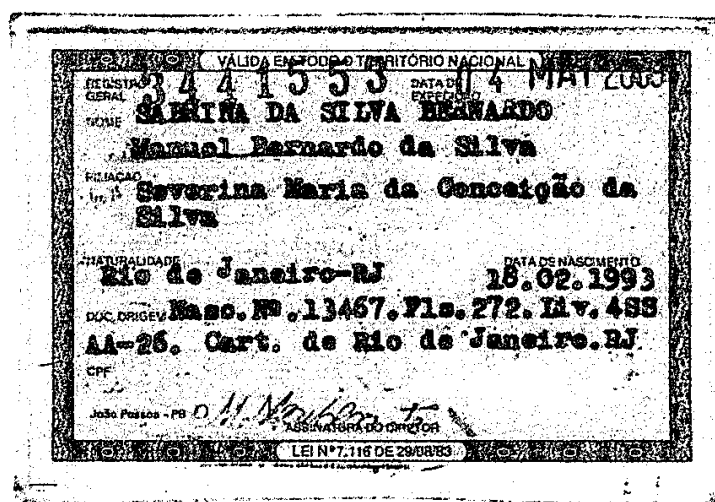 VÁLIDA EM TODO O TERRITÓRIO NACIONAL
REGISTRO GERAL 3441553 DATA DE EXPEDIÇÃO 04 MAI
NOME SABRINA DA SILVA BERNARDO
Manuel Bernardo da Silva
FILIAÇÃO
Severina Maria da Conceição da
Silva
NATURALIDADE DATA DE NASCIMENTO
Rio de Janeiro-RJ 18.02.1993
DOC. ORIGEM Nasc.Nº.13467.Fls.272.Liv.488
AA-26. Cart. de Rio de Janeiro.RJ
CPF
João Pessoa - PB
ASSINATURA DO DIRETOR
LEI Nº 7.116 DE 29/08/83